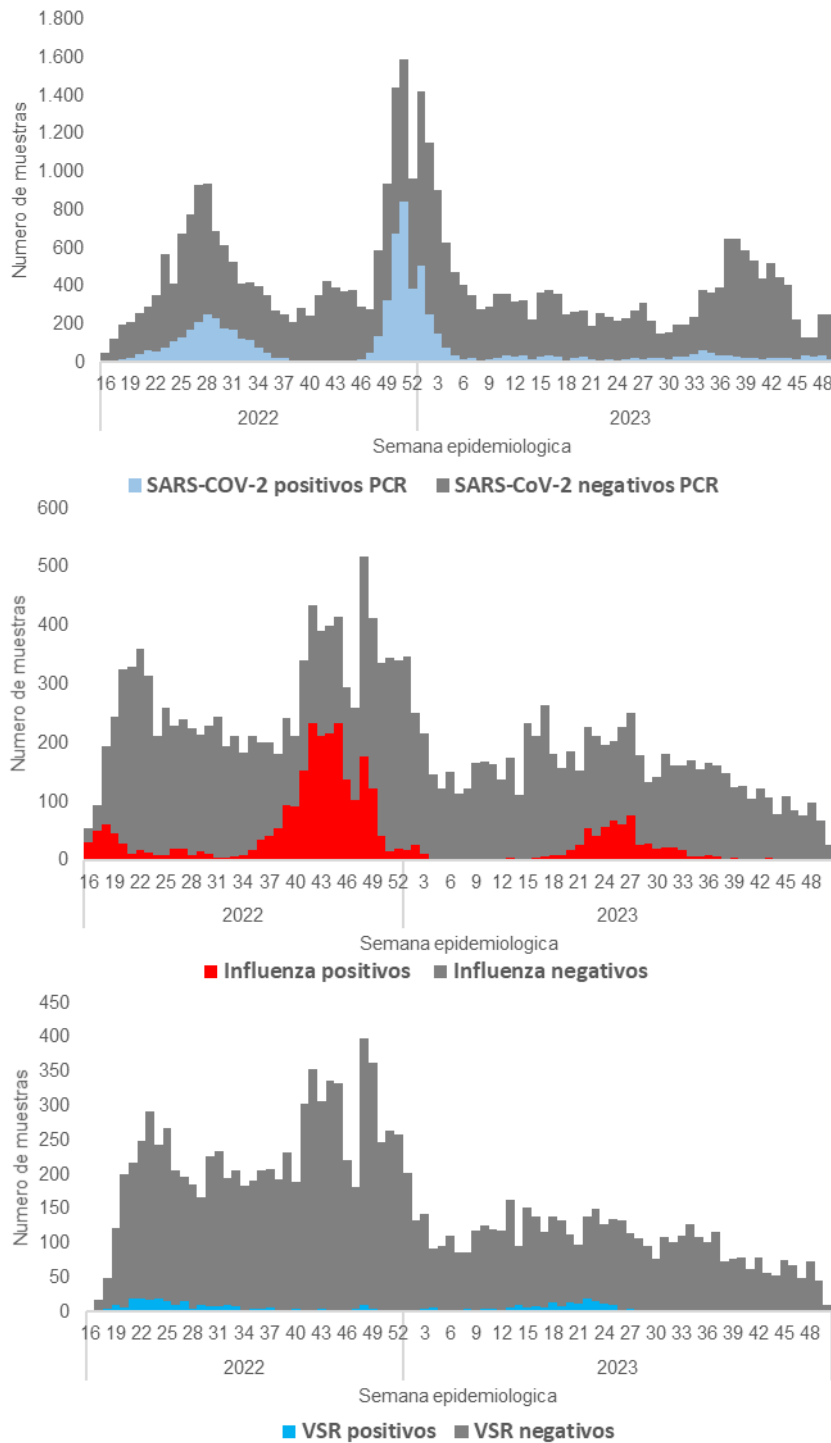 1.800
1.600
1.400
1.200
1.000
800
600
400
200
0
Numero de muestras
16 19 22 25 28 31 34 37 40 43 46 49 52 3 6 9 12 15 18 21 24 27 30 33 36 39 42 45 48
2022 2023
Semana epidemiologica
SARS-COV-2 positivos PCR SARS-CoV-2 negativos PCR
600
500
400
300
200
100
0
Numero de muestras
16 19 22 25 28 31 34 37 40 43 46 49 52 3 6 9 12 15 18 21 24 27 30 33 36 39 42 45 48
2022 2023
Semana epidemiologica
Influenza positivos Influenza negativos
450
400
350
300
250
200
150
100
50
0
Numero de muestras
16 19 22 25 28 31 34 37 40 43 46 49 52 3 6 9 12 15 18 21 24 27 30 33 36 39 42 45 48
2022 2023
Semana epidemiologica
VSR positivos VSR negativos